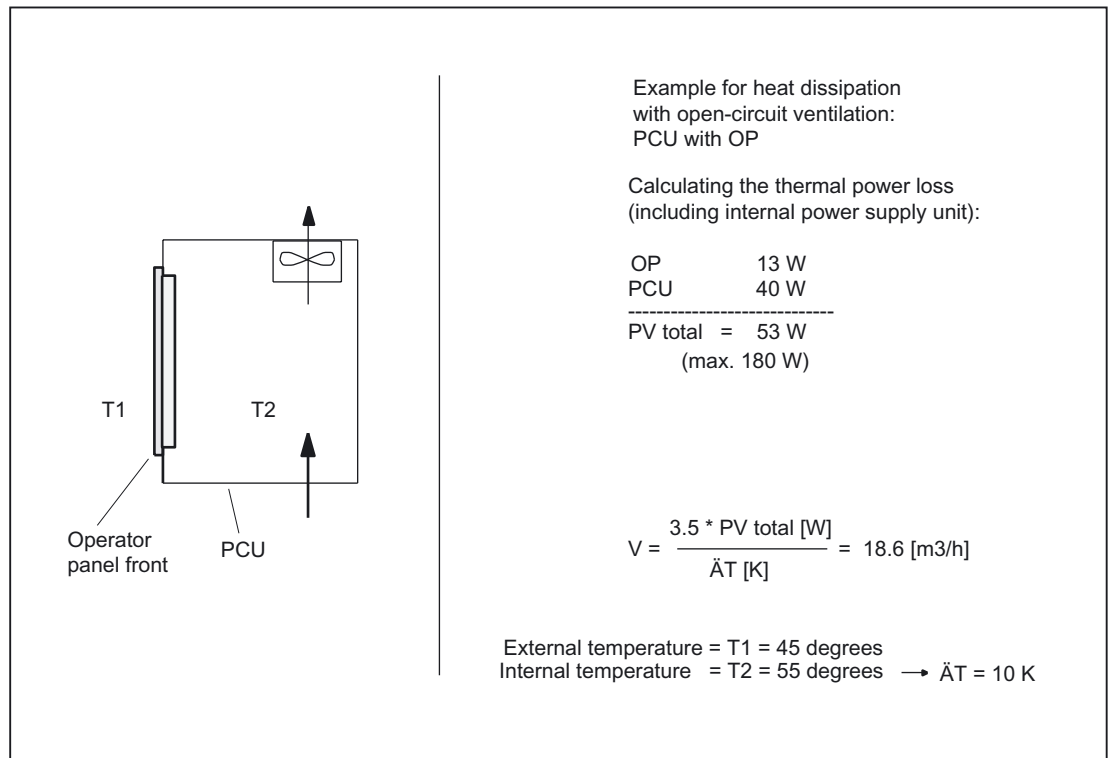 Example for heat dissipation
with open-circuit ventilation:
PCU with OP
Calculating the thermal power loss
(including internal power supply unit):
OP 13 W
PCU 40 W
-----------------------------
PV total = 53 W
(max. 180 W)
T1 T2
Operator
panel front
PCU
3.5 * PV total [W]
V = ―――――― = 18.6 [m3/h]
ÄT [K]
External temperature = T1 = 45 degrees
Internal temperature = T2 = 55 degrees → ÄT = 10 K